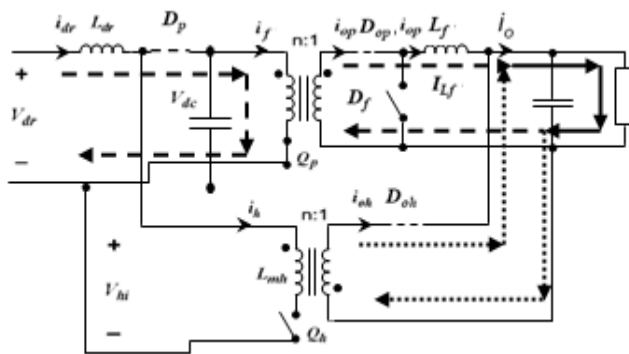 i_dr L_dr D_p i_f n:1 i_op D_op, i_op L_f i_o
+ V_dr −
V_dc
D_f
I_Lf
Q_p
i_h n:1 i_oh D_oh
+ V_hi −
L_mh
Q_h